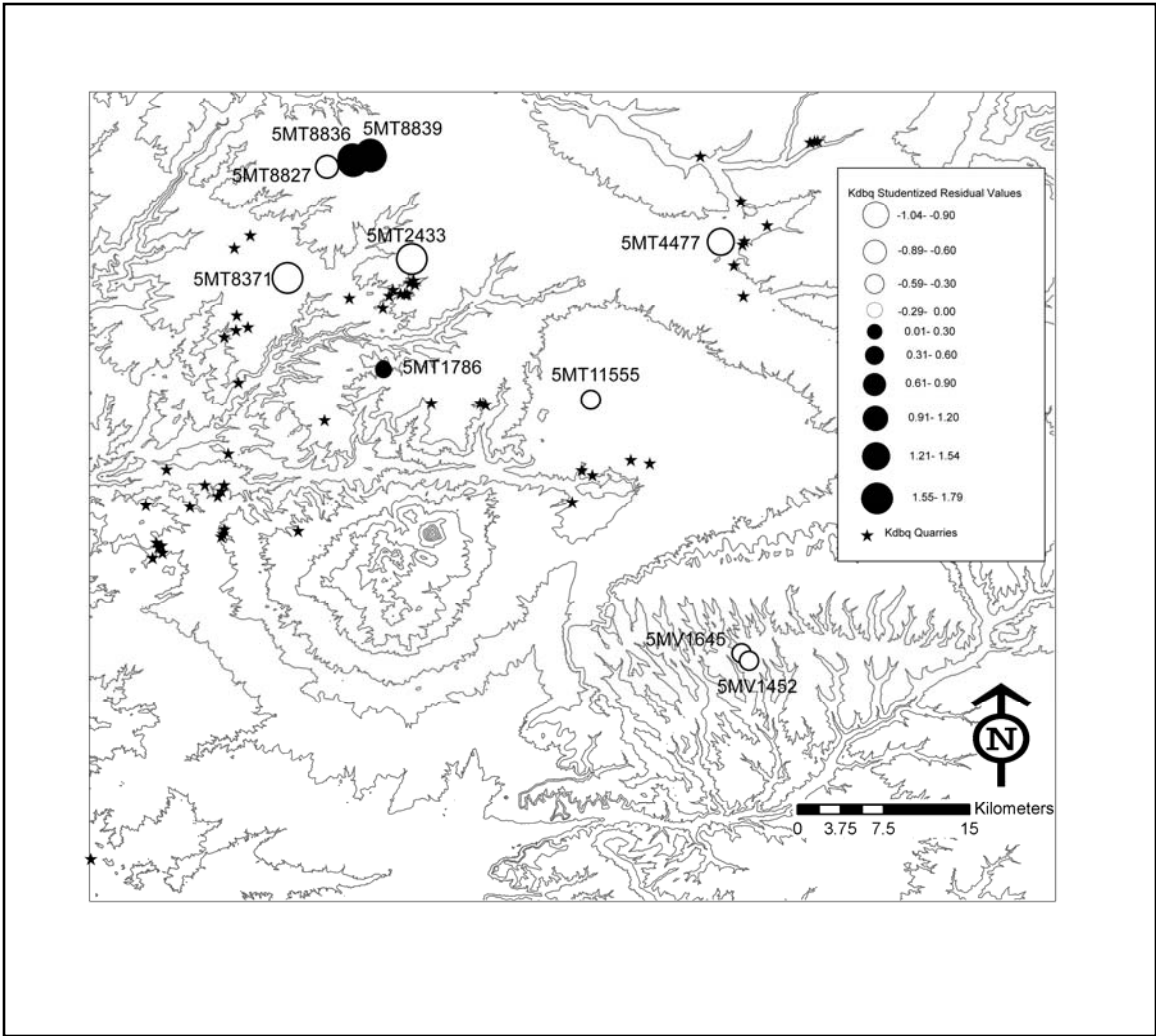 5MT8836
5MT8839
5MT8827
5MT2433
5MT4477
5MT8371
5MT1786
5MT11555
Kdbq Studentized Residual Values
-1.04- -0.90
-0.89- -0.60
-0.59- -0.30
-0.29- 0.00
0.01- 0.30
0.31- 0.60
0.61- 0.90
0.91- 1.20
1.21- 1.54
1.55- 1.79
Kdbq Quarries
5MV1645
5MV1452
N
Kilometers
0 3.75 7.5 15